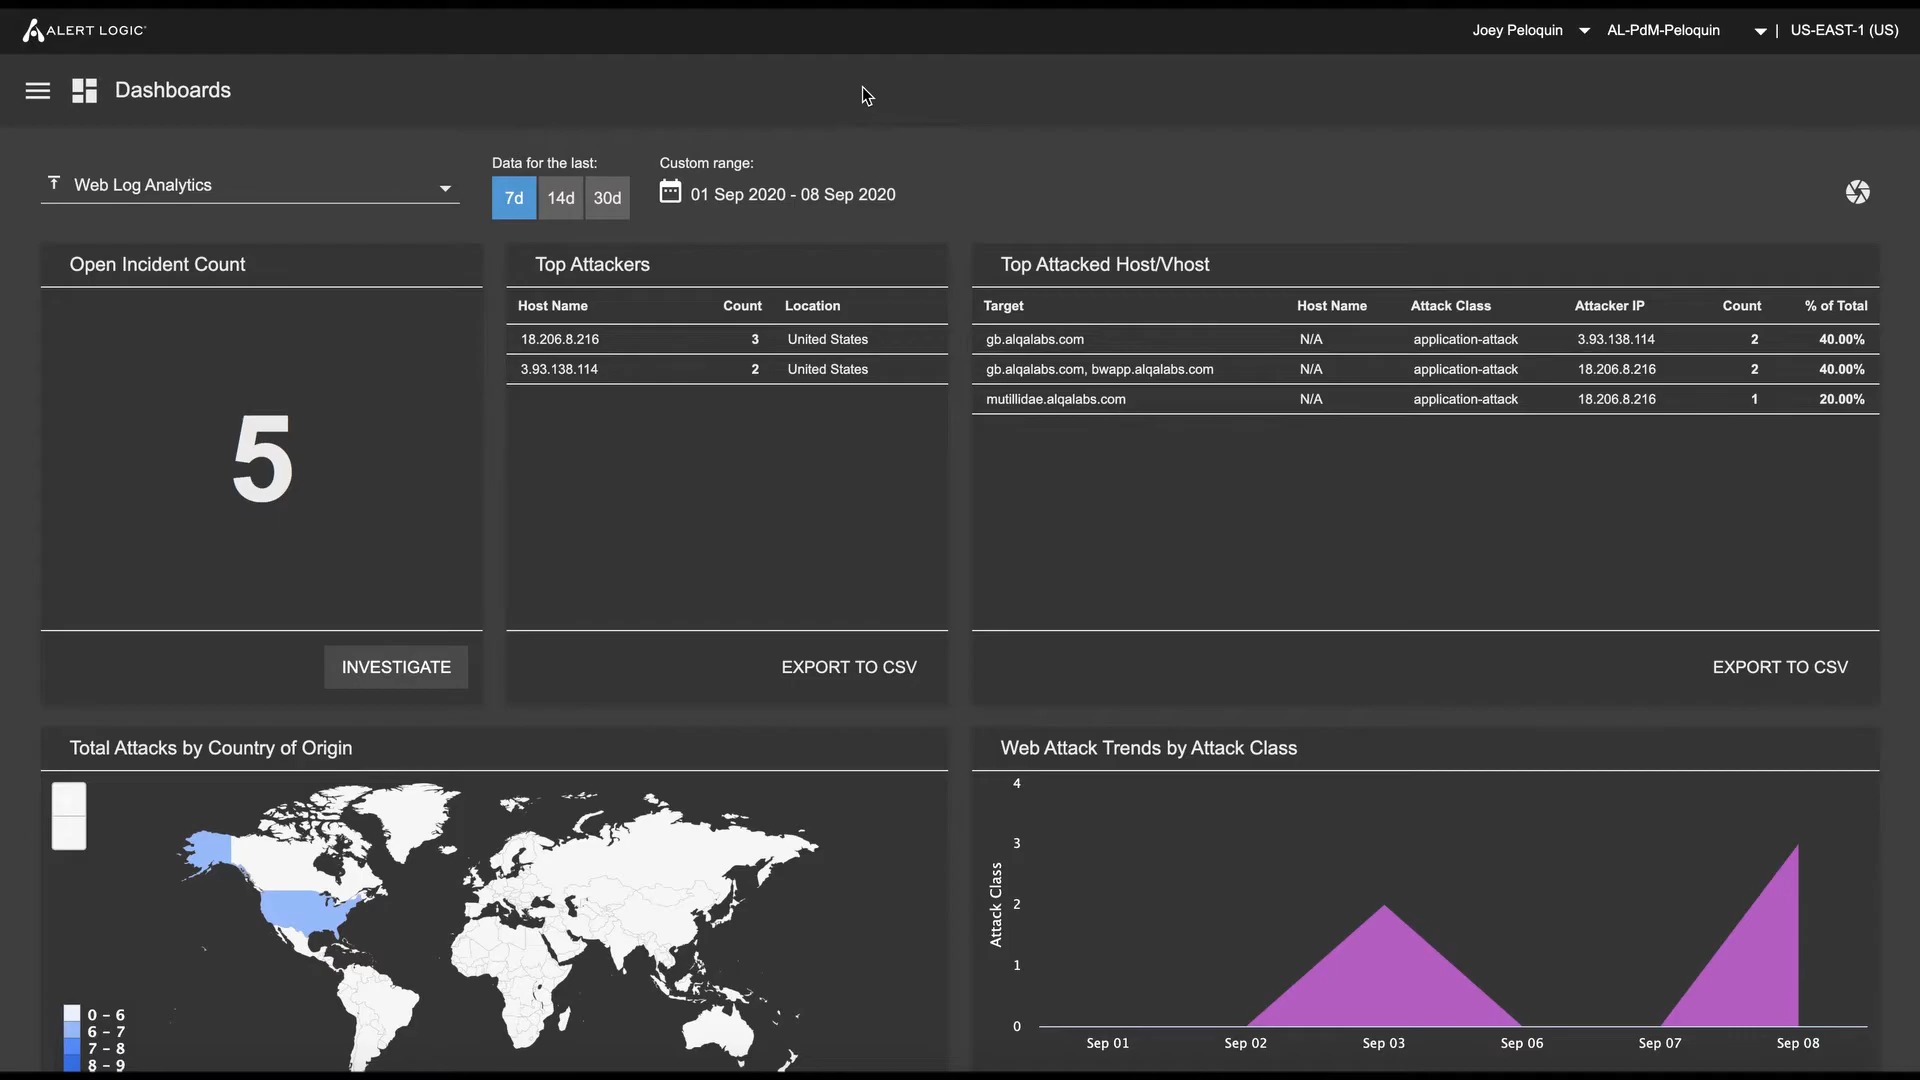 ALERT LOGIC
Joey Peloquin
AL-PdM-Peloquin
| US-EAST-1 (US)
Dashboards
Web Log Analytics
Data for the last:
7d 14d 30d
Custom range:
01 Sep 2020 - 08 Sep 2020
Open Incident Count
5
INVESTIGATE
Top Attackers
Host Name Count Location
18.206.8.216 3 United States
3.93.138.114 2 United States
EXPORT TO CSV
Top Attacked Host/Vhost
Target Host Name Attack Class Attacker IP Count % of Total
gb.alqalabs.com N/A application-attack 3.93.138.114 2 40.00%
gb.alqalabs.com, bwapp.alqalabs.com N/A application-attack 18.206.8.216 2 40.00%
mutillidae.alqalabs.com N/A application-attack 18.206.8.216 1 20.00%
EXPORT TO CSV
Total Attacks by Country of Origin
0 – 6
6 – 7
7 – 8
8 – 9
Web Attack Trends by Attack Class
Attack Class
4
3
2
1
0
Sep 01 Sep 02 Sep 03 Sep 06 Sep 07 Sep 08